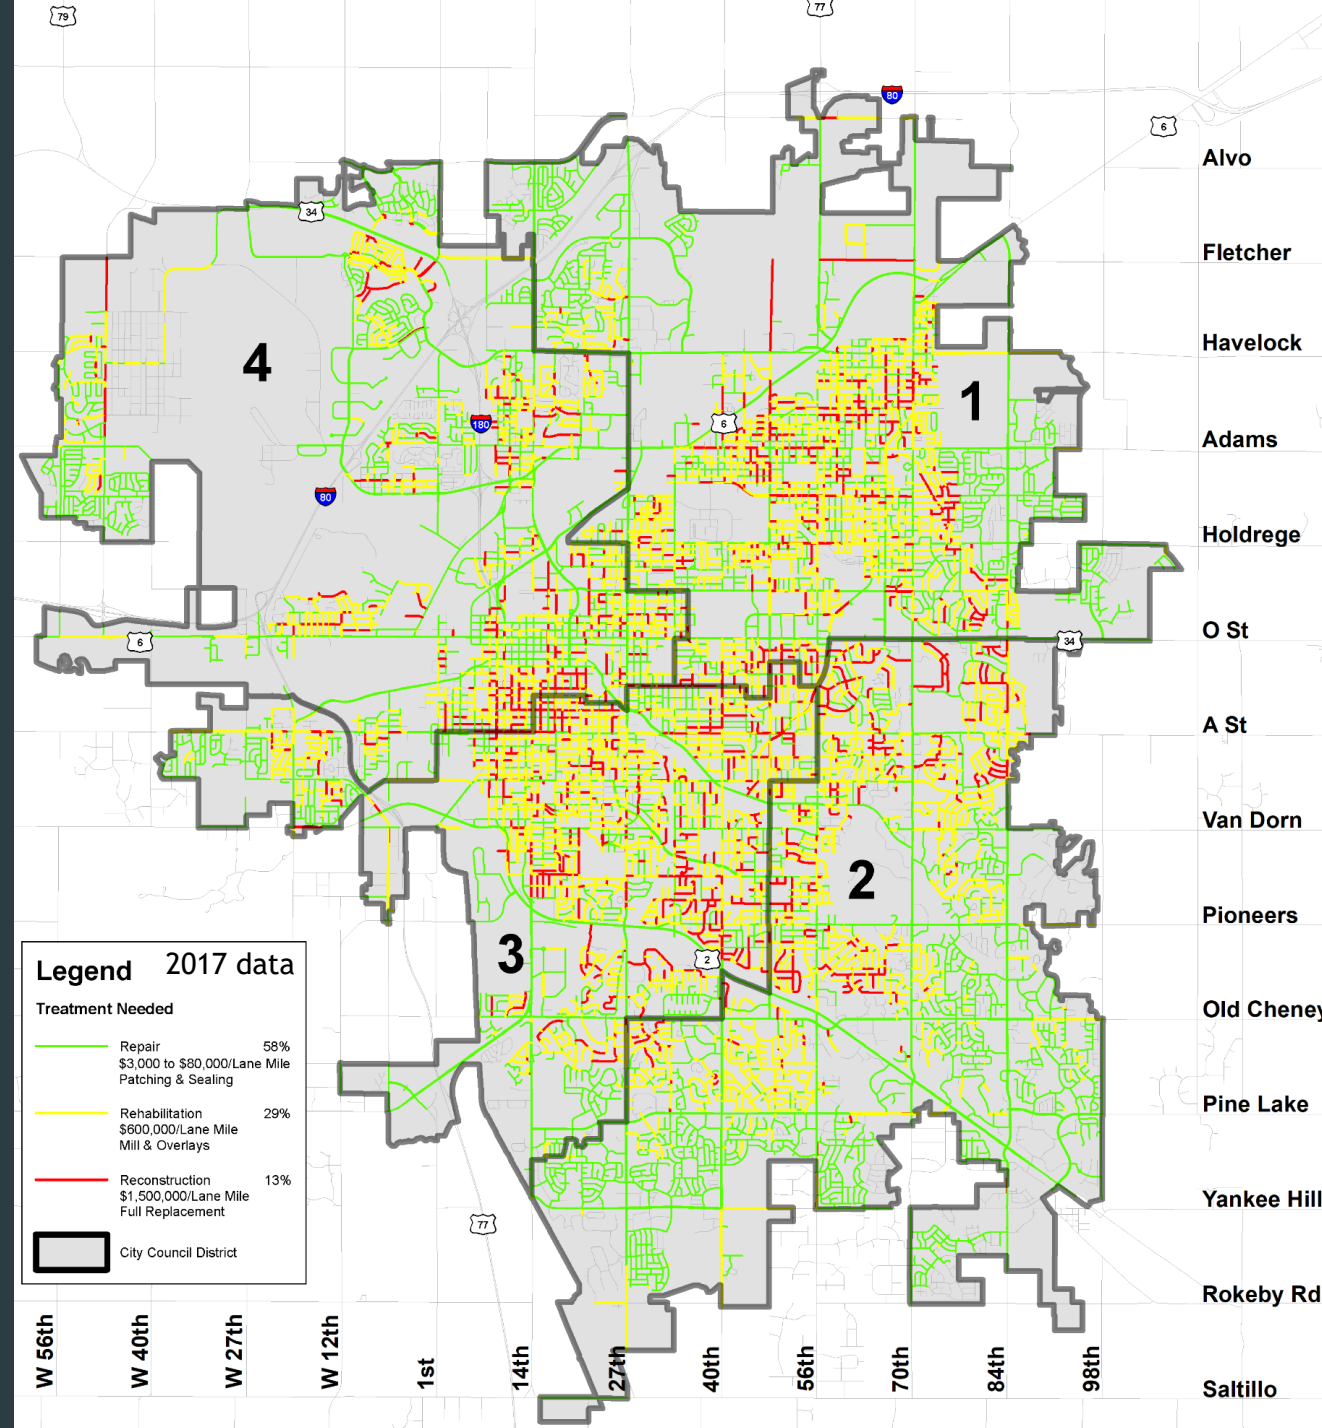 79
77
80
6
Alvo
34
Fletcher
Havelock
4
1
6
180
Adams
80
Holdrege
O St
6
34
A St
Van Dorn
2
Pioneers
3
2
Legend 2017 data
Treatment Needed
Repair 58%
$3,000 to $80,000/Lane Mile
Patching & Sealing
Rehabilitation 29%
$600,000/Lane Mile
Mill & Overlays
Reconstruction 13%
$1,500,000/Lane Mile
Full Replacement
City Council District
Old Cheney
Pine Lake
Yankee Hill
77
Rokeby Rd
W 56th
W 40th
W 27th
W 12th
1st
14th
27th
40th
56th
70th
84th
98th
Saltillo